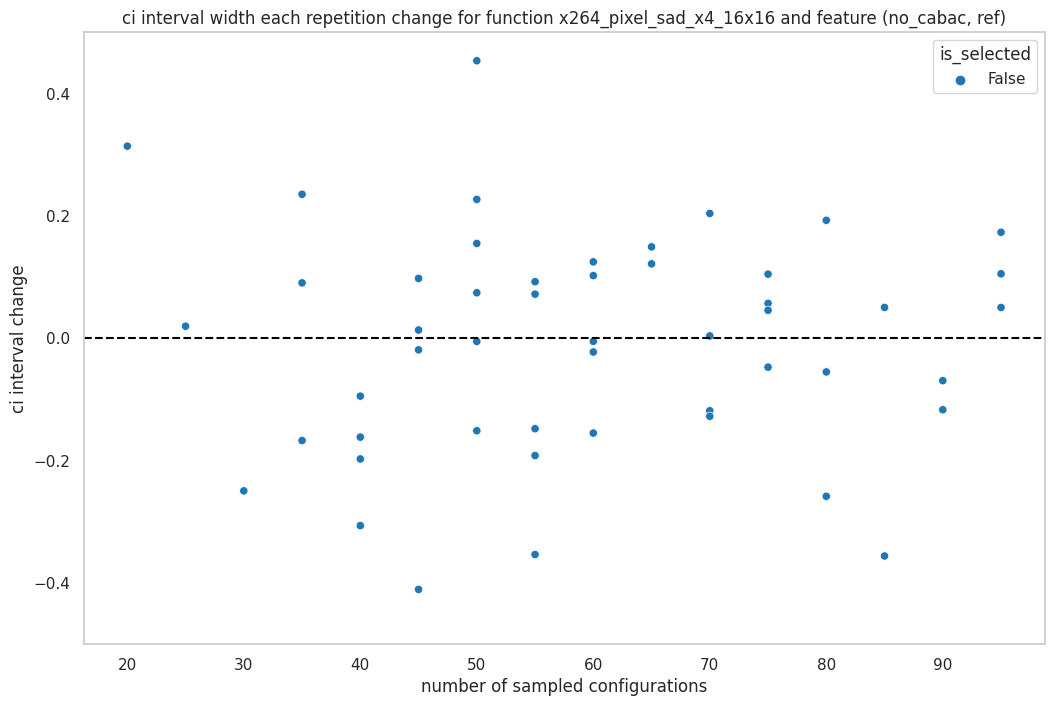 ci interval width each repetition change for function x264_pixel_sad_x4_16x16 and feature (no_cabac, ref)
is_selected
False
ci interval change
0.4
0.2
0.0
−0.2
−0.4
20 30 40 50 60 70 80 90
number of sampled configurations